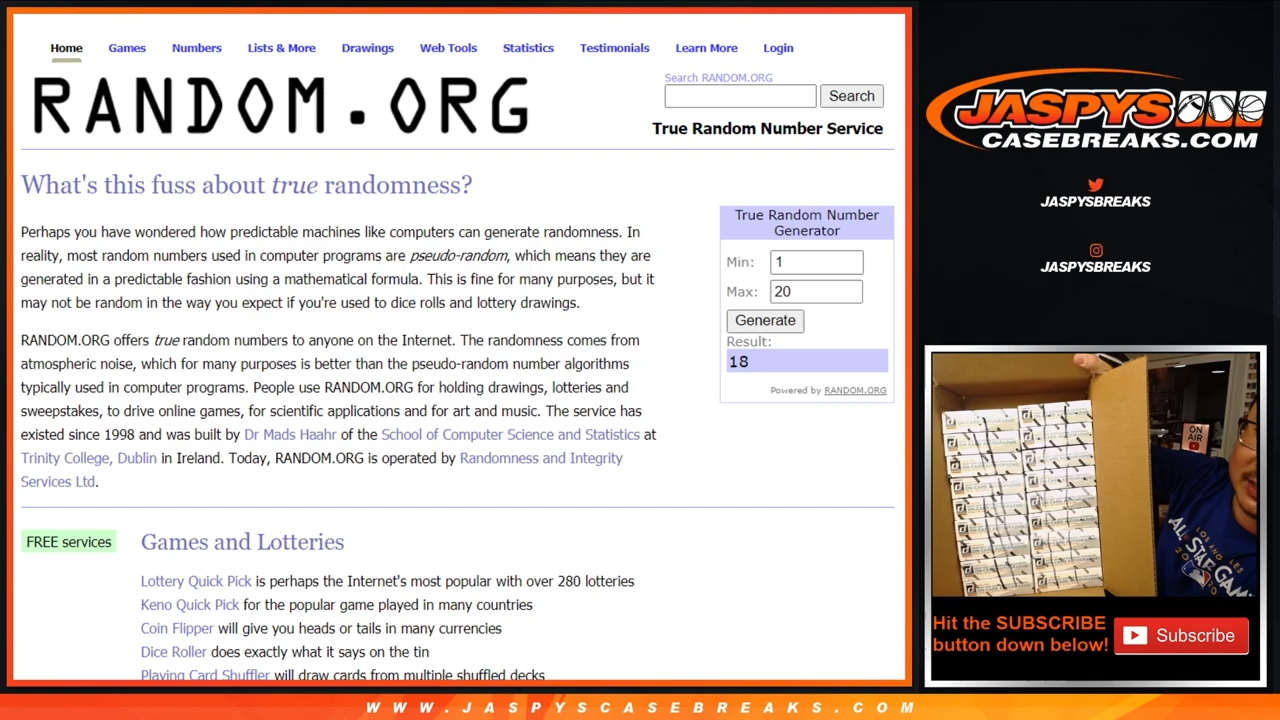 Home Games Numbers Lists & More Drawings Web Tools Statistics Testimonials Learn More Login
RANDOM.ORG
Search RANDOM.ORG
Search
True Random Number Service
What's this fuss about true randomness?
Perhaps you have wondered how predictable machines like computers can generate randomness. In
reality, most random numbers used in computer programs are pseudo-random, which means they are
generated in a predictable fashion using a mathematical formula. This is fine for many purposes, but it
may not be random in the way you expect if you're used to dice rolls and lottery drawings.
RANDOM.ORG offers true random numbers to anyone on the Internet. The randomness comes from
atmospheric noise, which for many purposes is better than the pseudo-random number algorithms
typically used in computer programs. People use RANDOM.ORG for holding drawings, lotteries and
sweepstakes, to drive online games, for scientific applications and for art and music. The service has
existed since 1998 and was built by Dr Mads Haahr of the School of Computer Science and Statistics at
Trinity College, Dublin in Ireland. Today, RANDOM.ORG is operated by Randomness and Integrity
Services Ltd.
True Random Number
Generator
Min: 1
Max: 20
Generate
Result:
18
Powered by RANDOM.ORG
FREE services
Games and Lotteries
Lottery Quick Pick is perhaps the Internet's most popular with over 280 lotteries
Keno Quick Pick for the popular game played in many countries
Coin Flipper will give you heads or tails in many currencies
Dice Roller does exactly what it says on the tin
Playing Card Shuffler will draw cards from multiple shuffled decks
JASPYS
CASEBREAKS.COM
JASPYSBREAKS
JASPYSBREAKS
ON
AIR
LOS ANGELES
ALL STAR GAME
Hit the SUBSCRIBE
button down below!
Subscribe
WWW.JASPYSCASEBREAKS.COM